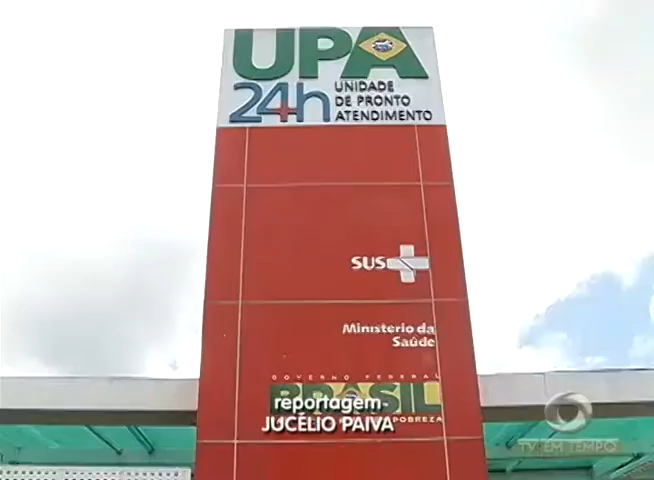 UPA
24h
UNIDADE
DE PRONTO
ATENDIMENTO
SUS
Ministério da
Saúde
GOVERNO FEDERAL
BRASIL
POBREZA
reportagem
JUCÉLIO PAIVA
TV EM TEMPO